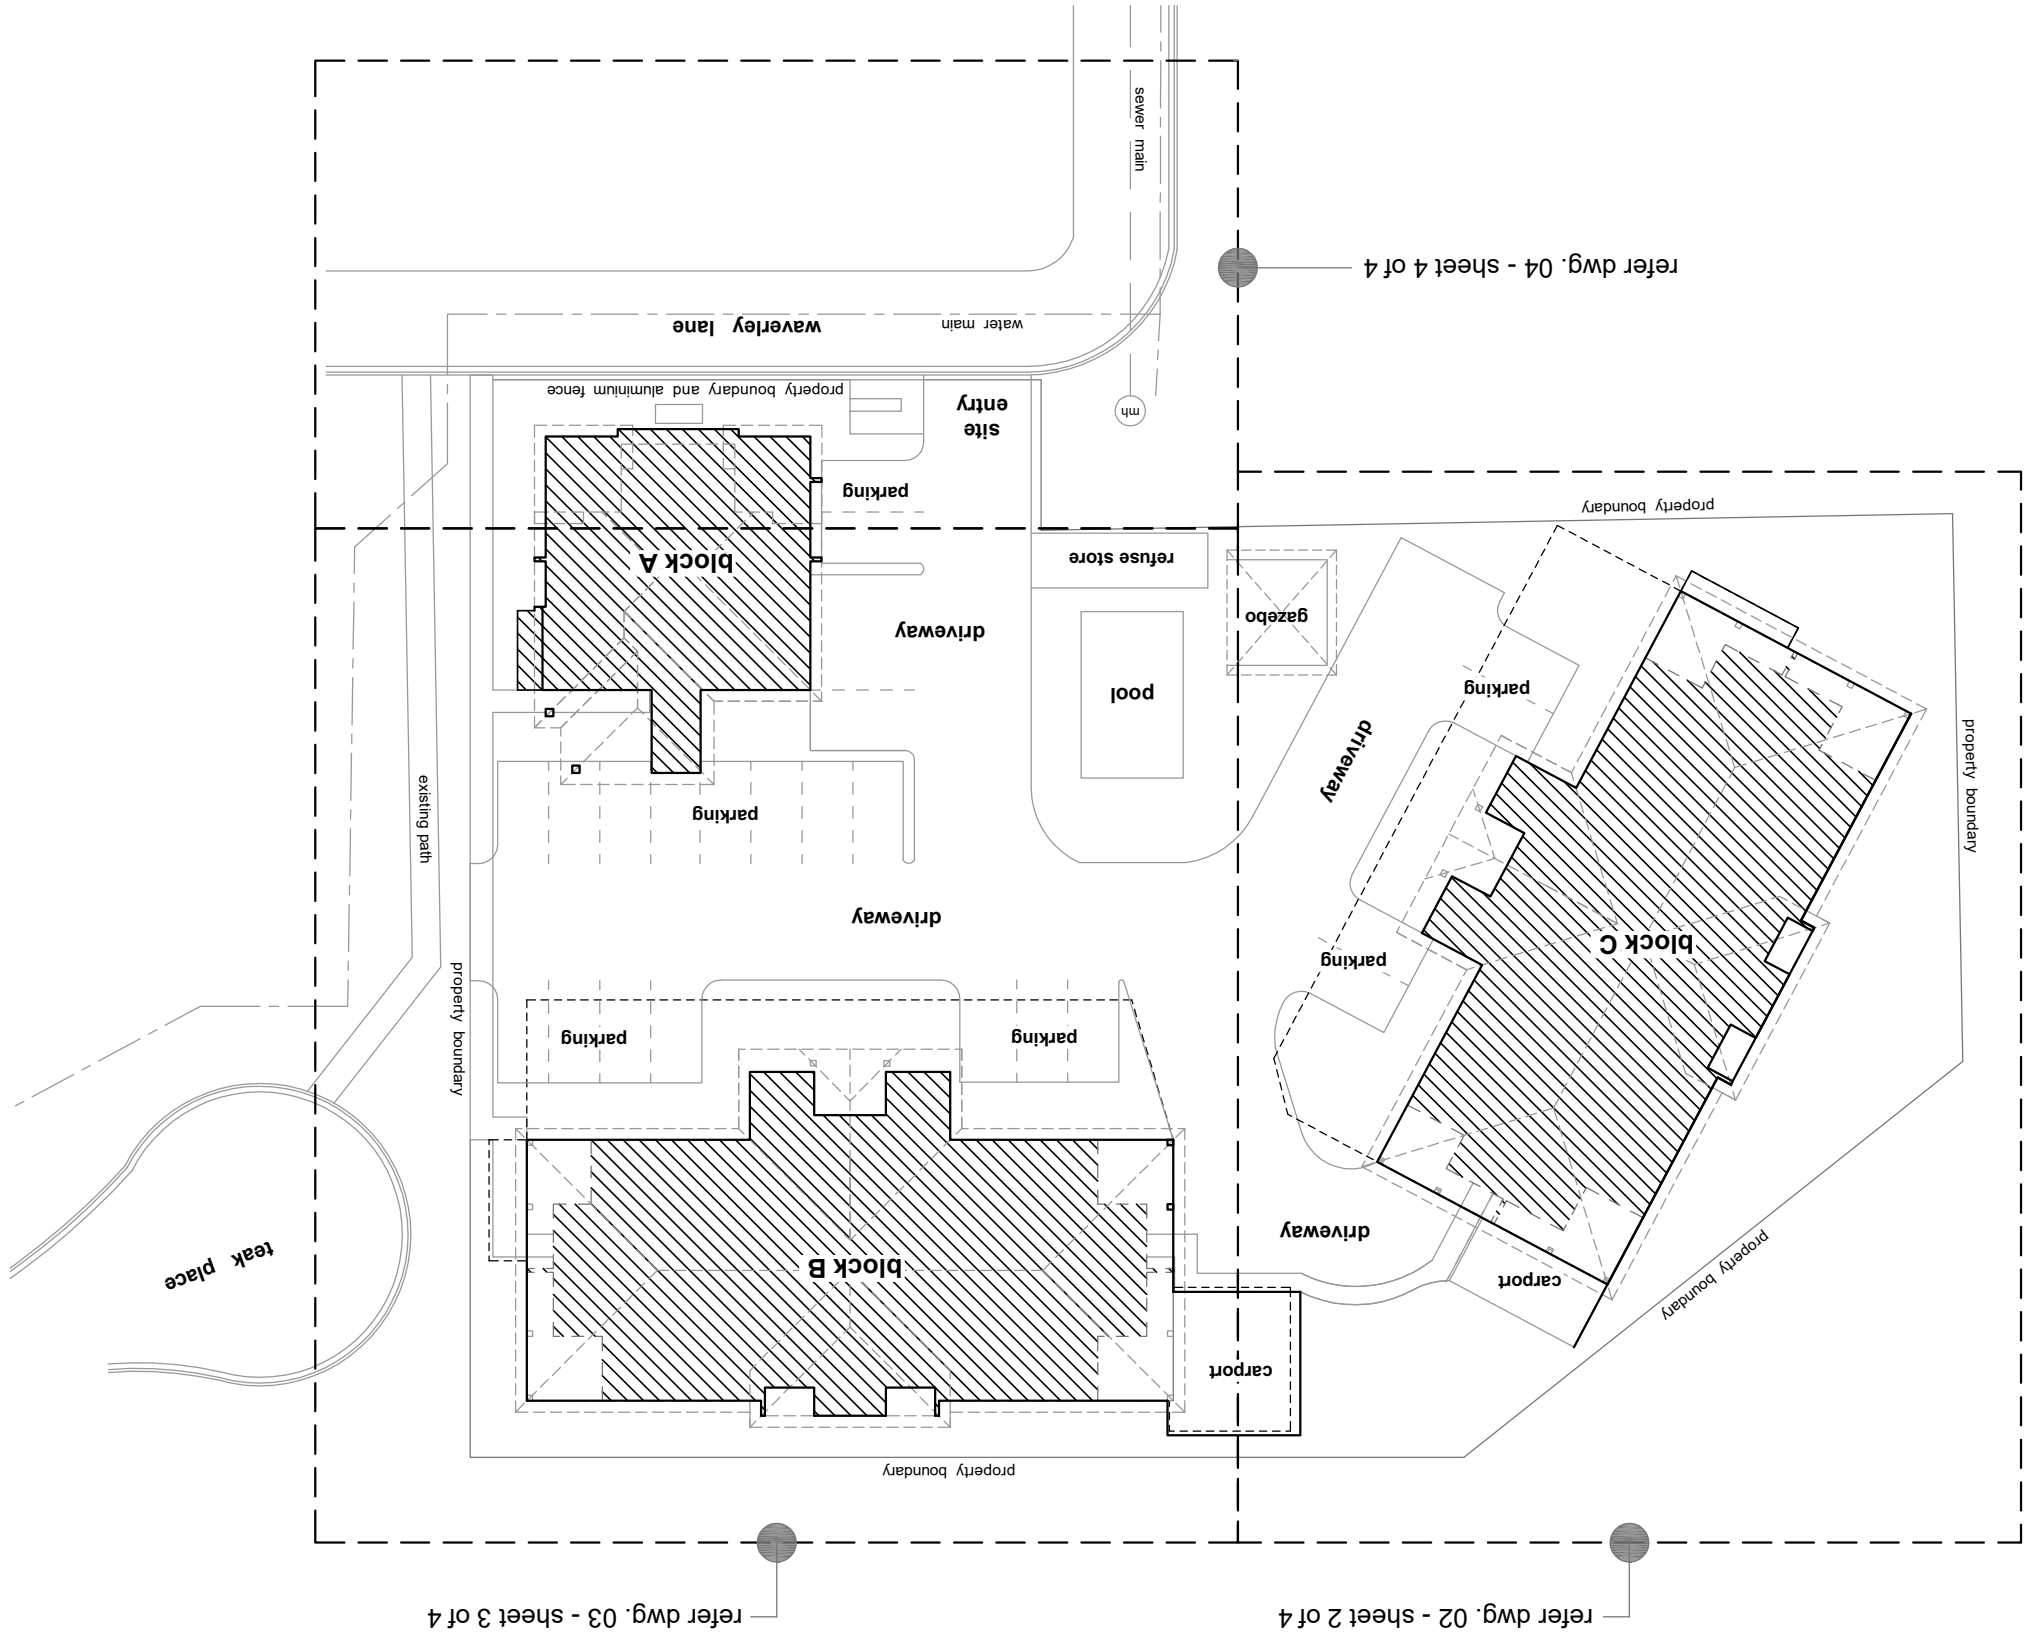 refer dwg. 02 - sheet 2 of 4
refer dwg. 03 - sheet 3 of 4
property boundary
carport
property boundary
carport
block B
teak place
driveway
parking
parking
property boundary
block C
parking
driveway
existing path
parking
property boundary
driveway
parking
pool
driveway
gazebo
refuse store
block A
property boundary
parking
site
entry
mh
property boundary and aluminium fence
waverley lane
water main
refer dwg. 04 - sheet 4 of 4
sewer main